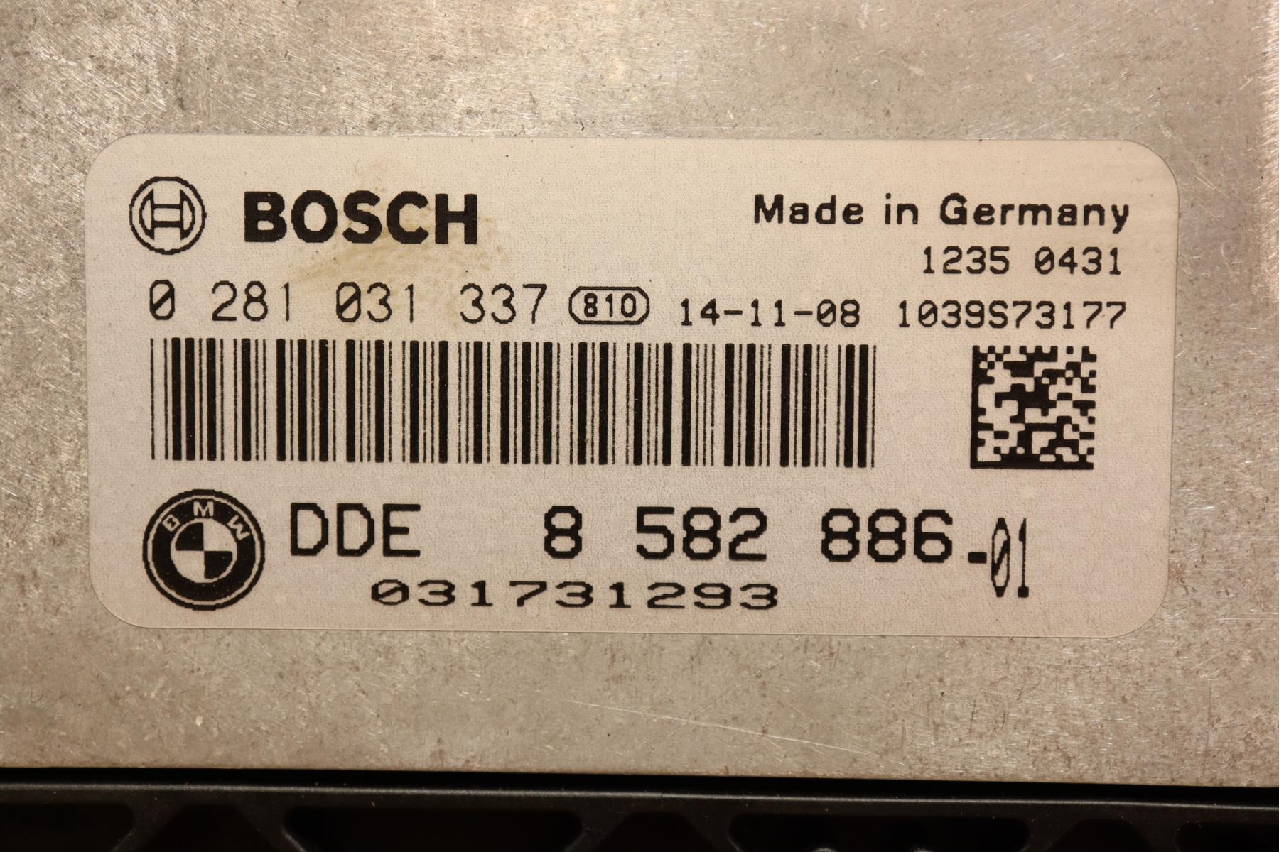 BOSCH
Made in Germany
1235 0431
0 281 031 337 810 14-11-08 1039S73177
BMW
DDE 8 582 886-01
031731293